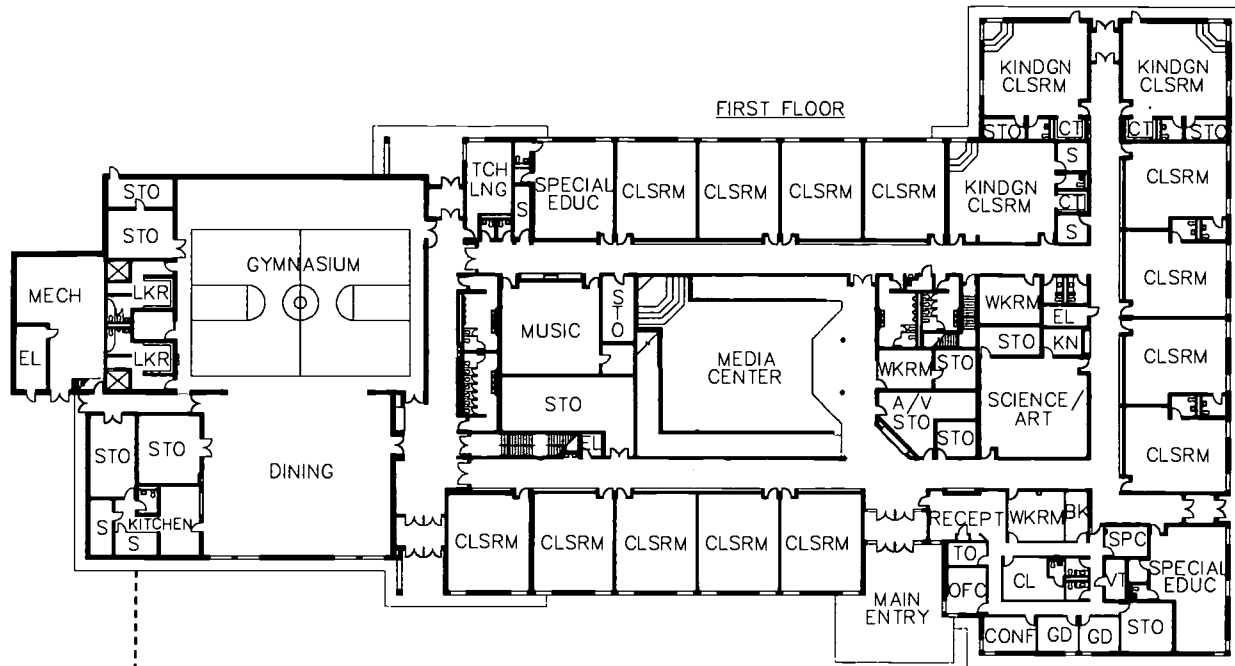 FIRST FLOOR
KINDGN
CLSRM
KINDGN
CLSRM
STO
CT
CT
STO
TCH
LNG
S
SPECIAL
EDUC
CLSRM
CLSRM
CLSRM
CLSRM
KINDGN
CLSRM
S
CT
S
CLSRM
STO
STO
GYMNASIUM
MECH
LKR
EL
LKR
MUSIC
STO
MEDIA
CENTER
WKRM
EL
STO
KN
CLSRM
CLSRM
WKRM
STO
A/V
STO
STO
SCIENCE/
ART
CLSRM
STO
EL
STO
STO
DINING
KITCHEN
S
S
CLSRM
CLSRM
CLSRM
CLSRM
CLSRM
RECEPT
WKRM
BK
TO
OFC
CL
SPC
VT
SPECIAL
EDUC
MAIN
ENTRY
CONF
GD
GD
STO